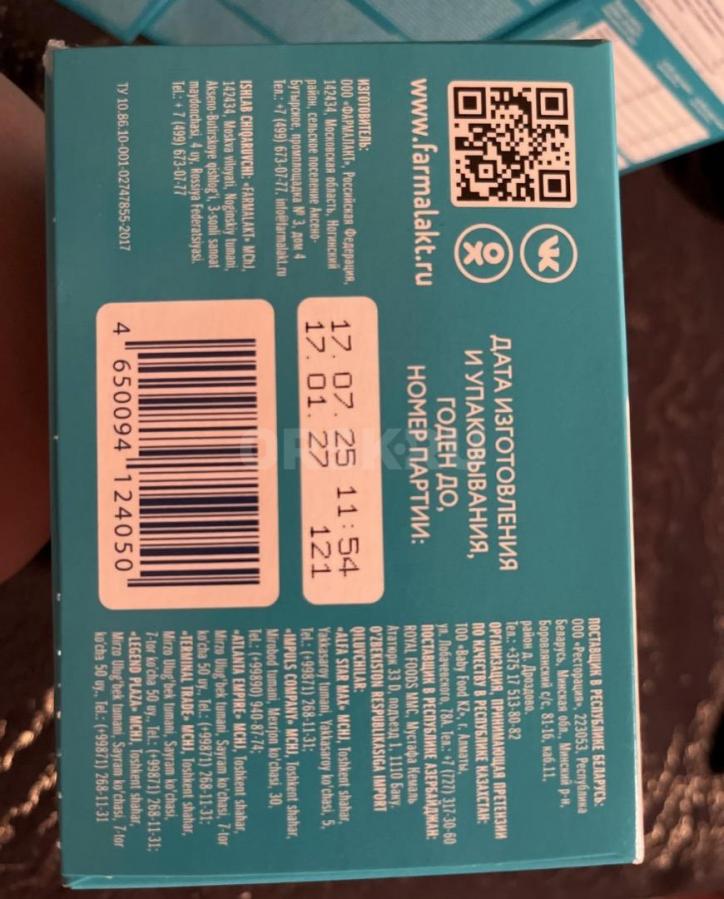 www.farmalakt.ru
ИЗГОТОВИТЕЛЬ:
ООО «ФАРМАЛАКТ», Российская Федерация,
142434, Московская область, Ногинский
район, сельское поселение Аксено-
Бутырское, промплощадка № 3, дом 4
Тел.: +7 (499) 673-07-77, info@farmalakt.ru
ISHLAB CHIQARUVCHI: «FARMALAKT» MChJ,
142434, Moskva viloyati, Noginskiy tumani,
Akseno-Butirskoye qishlog'i, 3-sonli sanoat
maydonchasi, 4 uy, Rossiya Federatsiyasi.
Tel.: +7 (499) 673-07-77
ТУ 10.86.10-001-02747855-2017
ДАТА ИЗГОТОВЛЕНИЯ
И УПАКОВЫВАНИЯ,
ГОДЕН ДО,
НОМЕР ПАРТИИ:
17. 07. 25 11:54
17. 01. 27 121
4 650094 124050
ПОСТАВЩИК В РЕСПУБЛИКЕ БЕЛАРУСЬ:
ООО «Ресторация», 223053, Республика
Беларусь, Минская обл., Минский р-н,
Боровлянский с/с, 81-16, каб.11,
район д. Дроздово.
Тел.: +375 17 513-80-82
ОРГАНИЗАЦИЯ, ПРИНИМАЮЩАЯ ПРЕТЕНЗИИ
ПО КАЧЕСТВУ В РЕСПУБЛИКЕ КАЗАХСТАН:
ТОО «Baby Food KZ», г. Алматы,
ул. Лобачевского, 78А. Тел.: +7 (727) 317-30-60
ПОСТАВЩИК В РЕСПУБЛИКЕ АЗЕРБАЙДЖАН:
ROYAL FOODS ММС, Мустафа Кемаль
Ататюрк 33 D, подъезд 1, 1110 Баку.
O'ZBEKISTON RESPUBLIKASIGA IMPORT
QILUVCHILAR:
«ALFA STAR MAX» MCHJ, Toshkent shahar,
Yakkasaroy tumani, Yakkasaroy ko'chasi, 5,
Tel.: (+99871) 268-11-31;
«IMPULS COMPANY» MCHJ, Toshkent shahar,
Mirobod tumani, Mexrjon ko'chasi, 30,
Tel.: (+99890) 940-87-74;
«ATLANTA EMPIRE» MCHJ, Toshkent shahar,
Mirzo Ulug'bek tumani, Sayram ko'chasi, 7-tor
ko'cha 50 uy., Tel.: (+99871) 268-11-31;
«TERMINAL TRADE» MCHJ, Toshkent shahar,
Mirzo Ulug'bek tumani, Sayram ko'chasi,
7-tor ko'cha 50 uy., Tel.: (+99871) 268-11-31;
«LEGEND PLAZA» MCHJ, Toshkent shahar,
Mirzo Ulug'bek tumani, Sayram ko'chasi, 7-tor
ko'cha 50 uy., Tel.: (+99871) 268-11-31